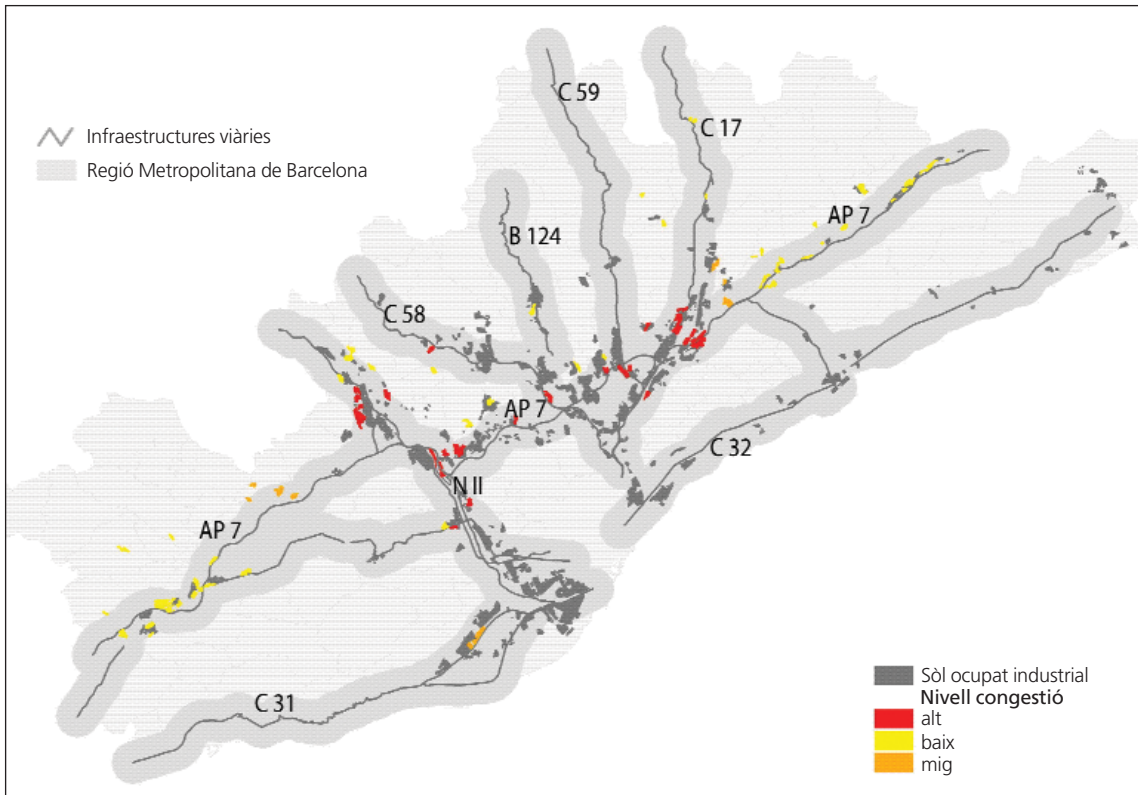 Infraestructures viàries
Regió Metropolitana de Barcelona
C 59
C 17
AP 7
B 124
C 58
AP 7
C 32
N II
AP 7
C 31
Sòl ocupat industrial
Nivell congestió
alt
baix
mig